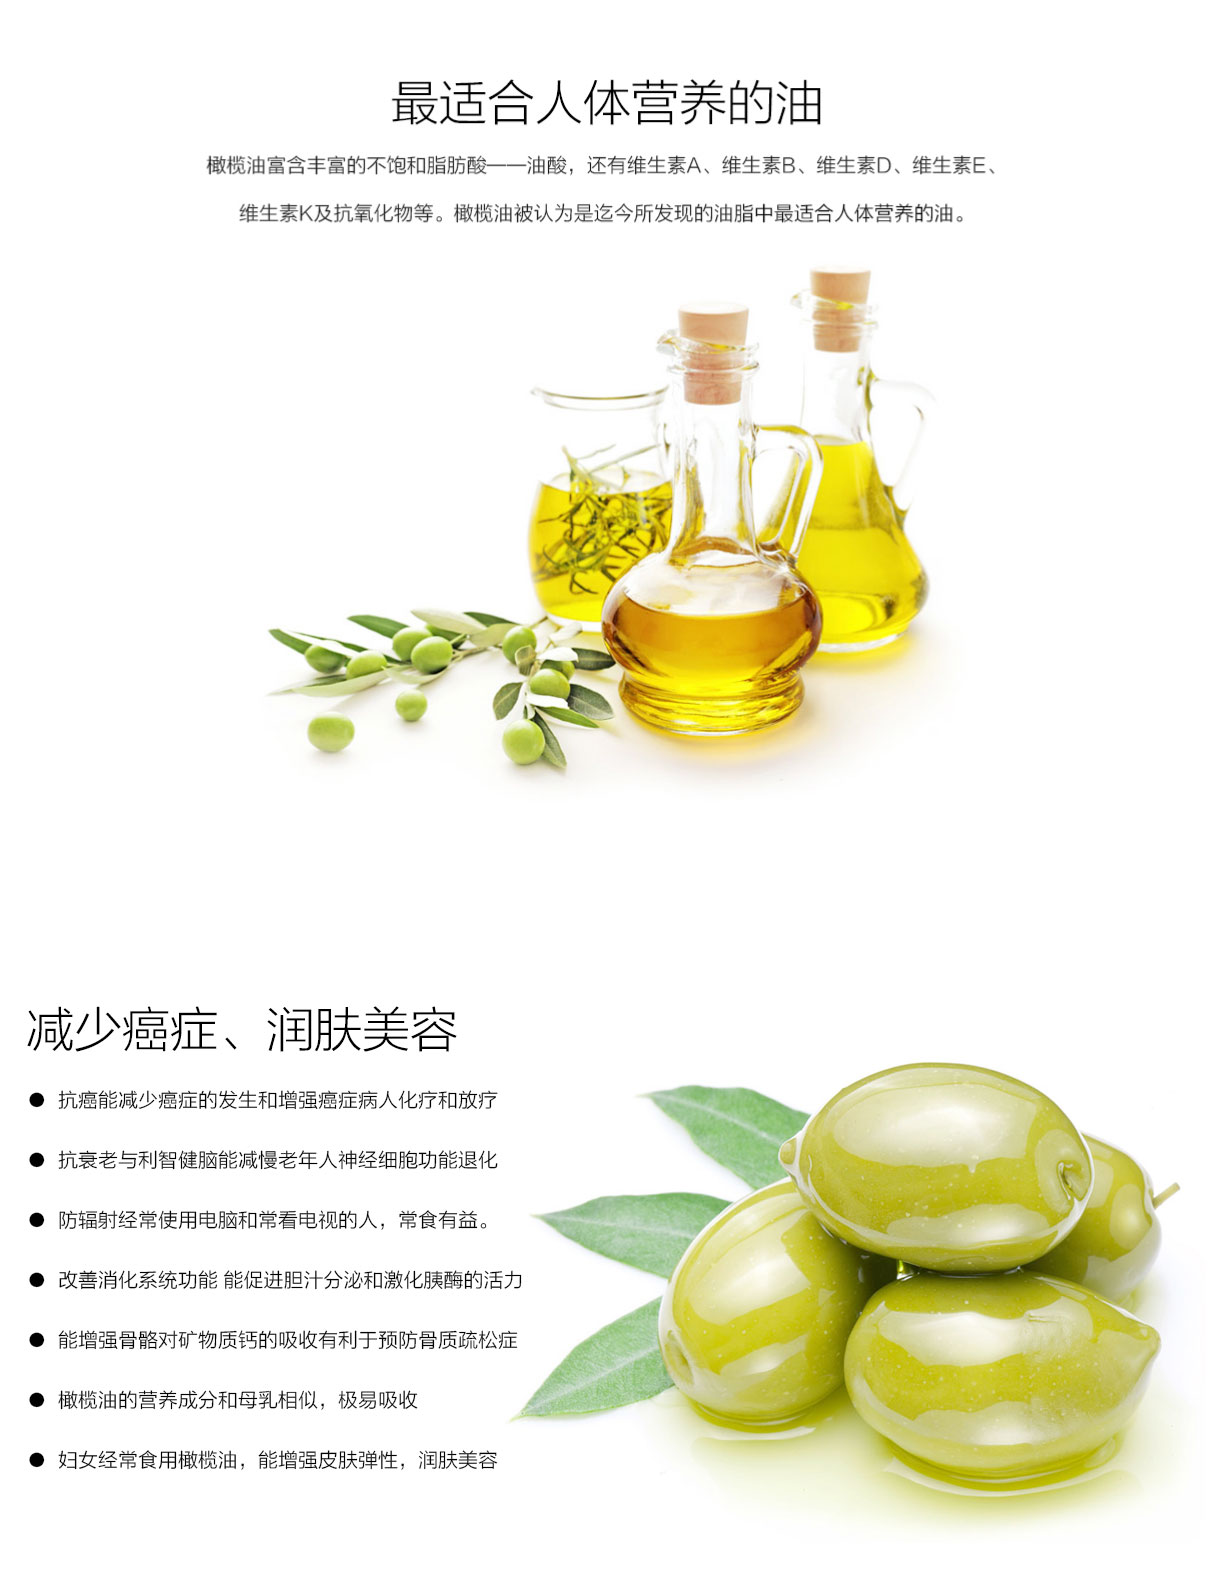 最适合人体营养的油
橄榄油富含丰富的不饱和脂肪酸——油酸，还有维生素A、维生素B、维生素D、维生素E、
维生素K及抗氧化物等。橄榄油被认为是迄今所发现的油脂中最适合人体营养的油。
减少癌症、润肤美容
● 抗癌能减少癌症的发生和增强癌症病人化疗和放疗
● 抗衰老与利智健脑能减慢老年人神经细胞功能退化
● 防辐射经常使用电脑和常看电视的人，常食有益。
● 改善消化系统功能 能促进胆汁分泌和激化胰酶的活力
● 能增强骨骼对矿物质钙的吸收有利于预防骨质疏松症
● 橄榄油的营养成分和母乳相似，极易吸收
● 妇女经常食用橄榄油，能增强皮肤弹性，润肤美容